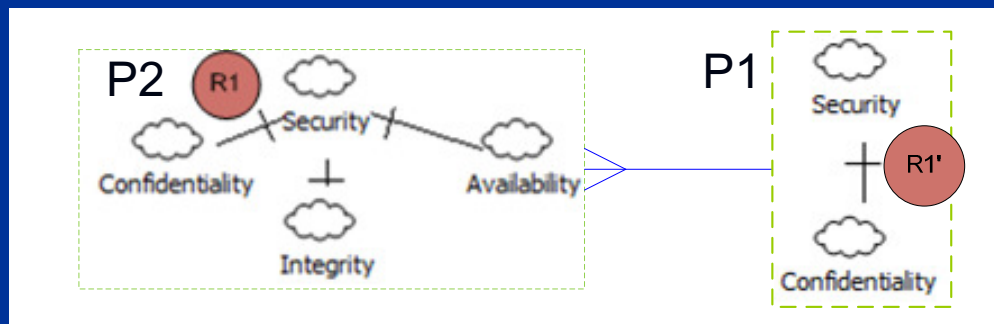 P2
R1
Security
Confidentiality
Availability
Integrity
P1
Security
R1'
Confidentiality